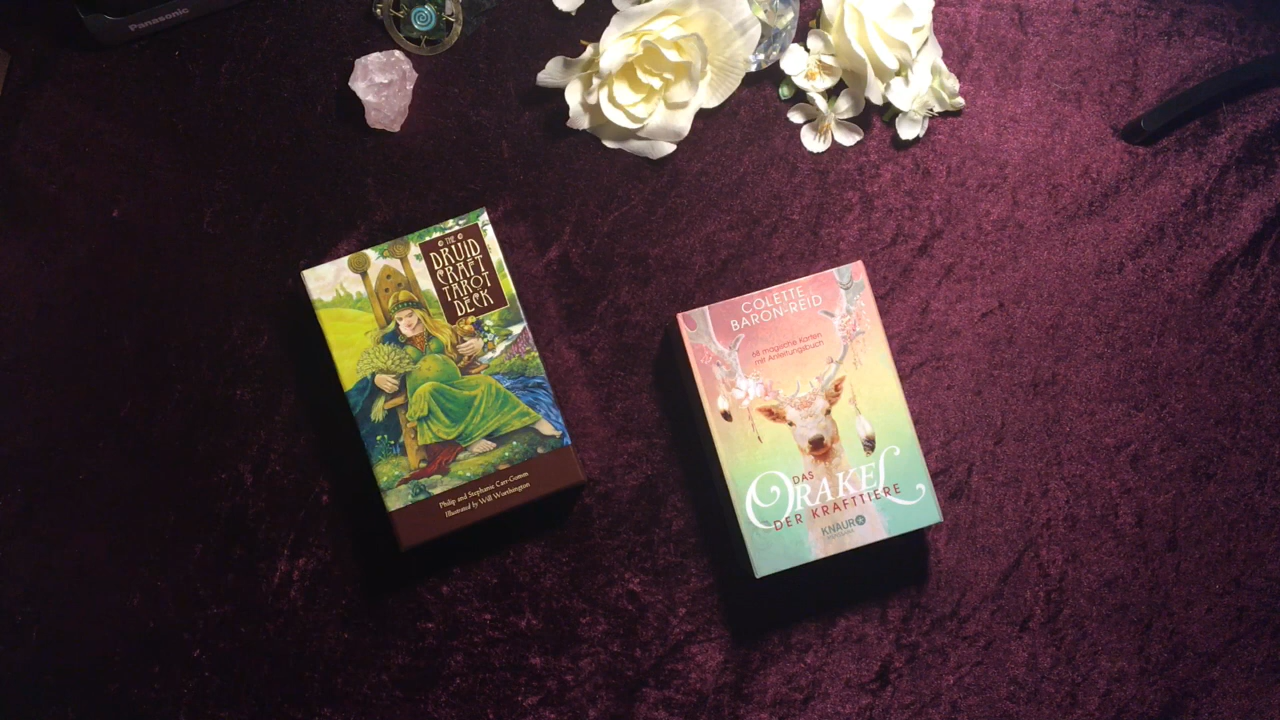 Panasonic
THE
DRUID
CRAFT
TAROT
DECK
Philip and Stephanie Carr-Gomm
Illustrated by Will Worthington
COLETTE
BARON-REID
68 magische Karten
mit Anleitungsbuch
DAS
ORAKEL
DER KRAFTTIERE
KNAUR